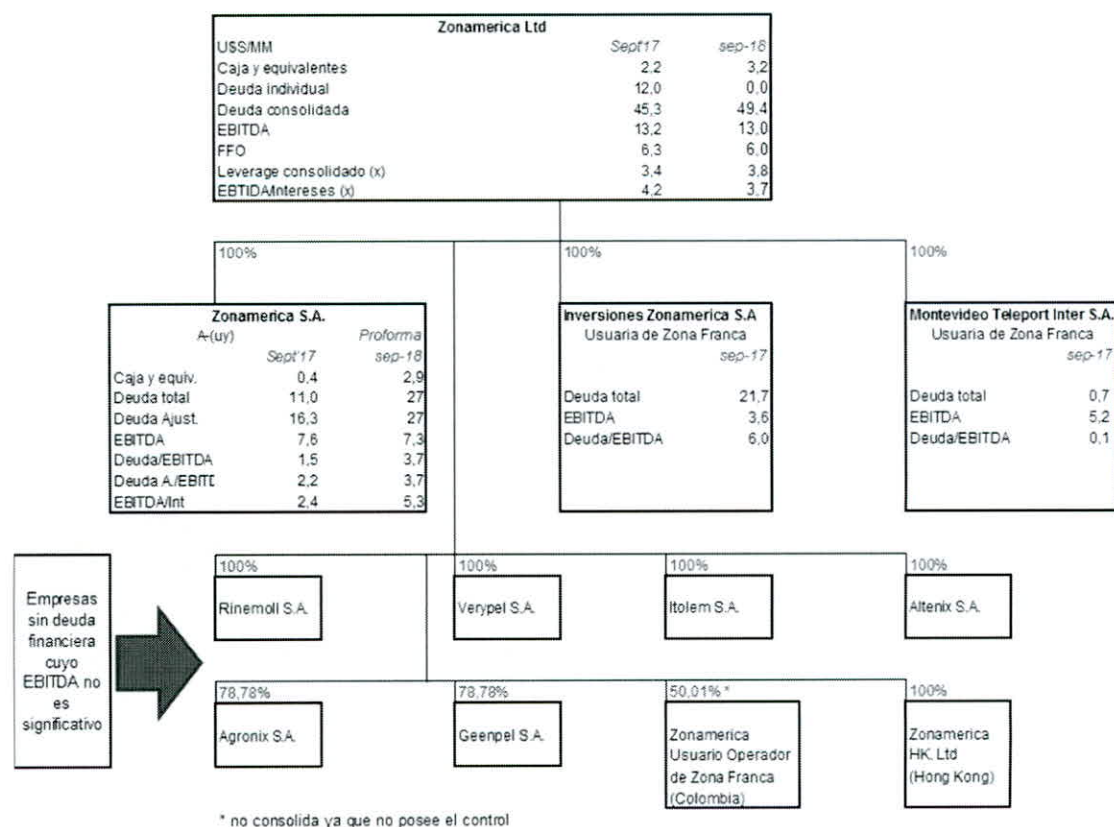 Zonamerica Ltd
U$S/MM Sept'17 sep-18
Caja y equivalentes 2,2 3,2
Deuda individual 12,0 0,0
Deuda consolidada 45,3 49,4
EBITDA 13,2 13,0
FFO 6,3 6,0
Leverage consolidado (x) 3,4 3,8
EBTIDA/Intereses (x) 4,2 3,7
100% 100% 100%
Zonamerica S.A.
A-(uy) Proforma
Sept'17 sep-18
Caja y equiv. 0,4 2,9
Deuda total 11,0 27
Deuda Ajust. 16,3 27
EBITDA 7,6 7,3
Deuda/EBITDA 1,5 3,7
Deuda A./EBITD 2,2 3,7
EBITDA/Int 2,4 5,3
Inversiones Zonamerica S.A
Usuaria de Zona Franca
sep-17
Deuda total 21,7
EBITDA 3,6
Deuda/EBITDA 6,0
Montevideo Teleport Inter S.A.
Usuaria de Zona Franca
sep-17
Deuda total 0,7
EBITDA 5,2
Deuda/EBITDA 0,1
Empresas
sin deuda
financiera
cuyo
EBITDA no
es
significativo
100% 100% 100% 100%
Rinemoll S.A. Verypel S.A. Itolem S.A. Altenix S.A.
78,78% 78,78% 50,01% * 100%
Agronix S.A.
Geenpel S.A.
Zonamerica
Usuario Operador
de Zona Franca
(Colombia)
Zonamerica
HK. Ltd
(Hong Kong)
* no consolida ya que no posee el control